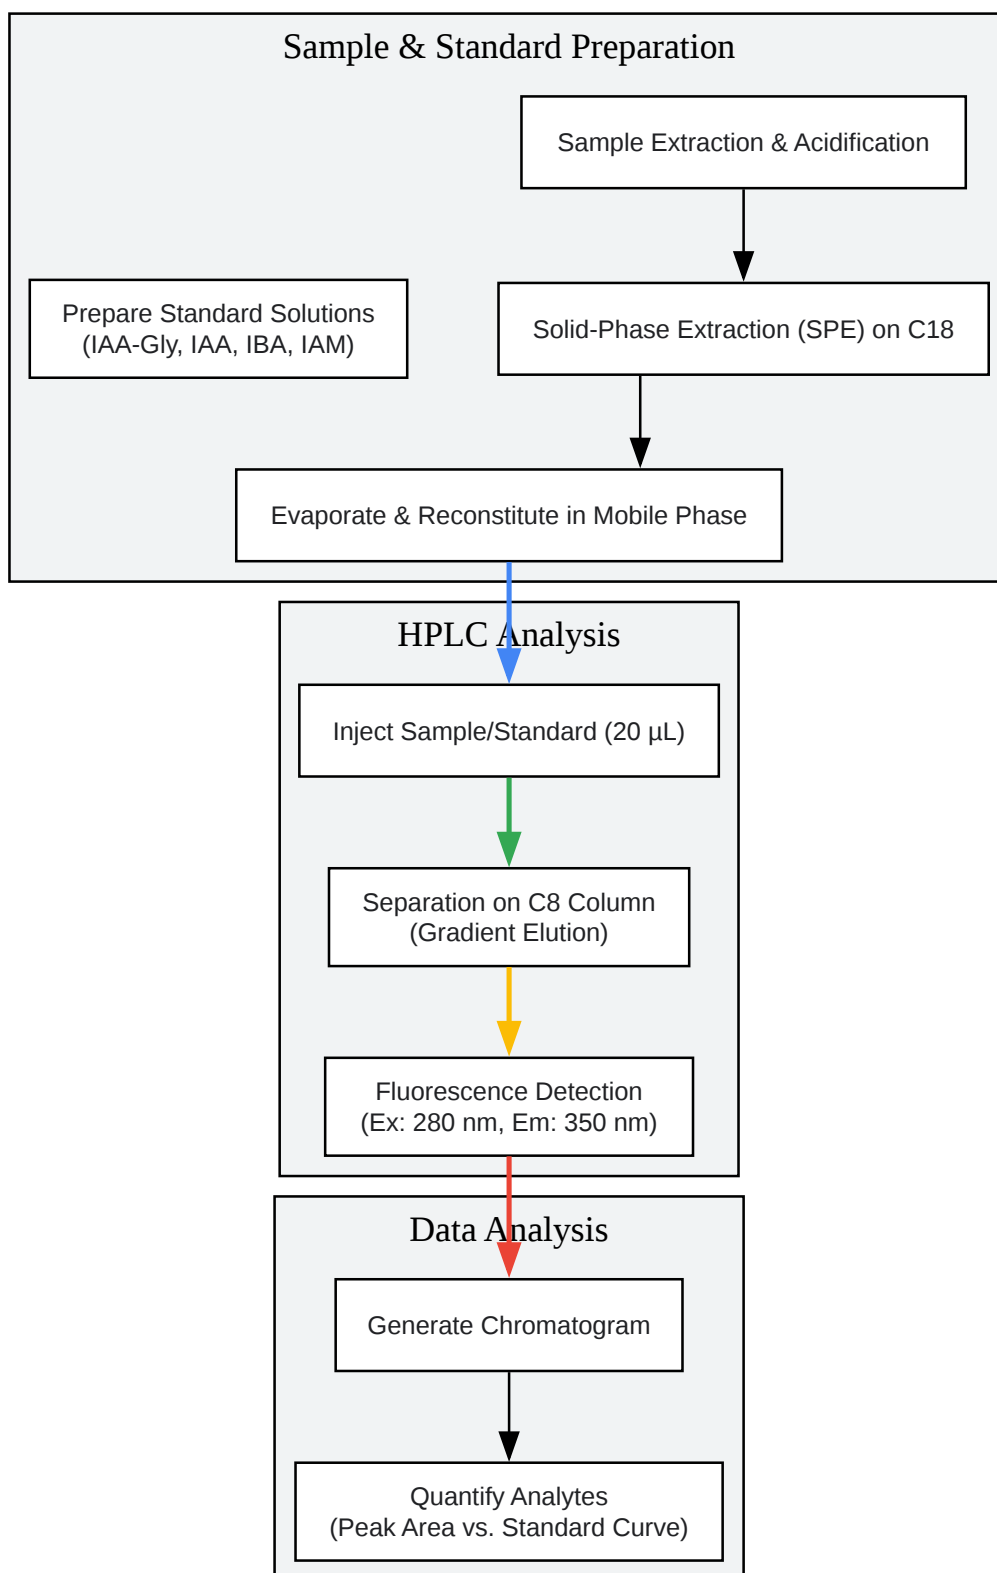 Sample & Standard Preparation
Sample Extraction & Acidification
Prepare Standard Solutions
(IAA-Gly, IAA, IBA, IAM)
Solid-Phase Extraction (SPE) on C18
Evaporate & Reconstitute in Mobile Phase
HPLC Analysis
Inject Sample/Standard (20 µL)
Separation on C8 Column
(Gradient Elution)
Fluorescence Detection
(Ex: 280 nm, Em: 350 nm)
Data Analysis
Generate Chromatogram
Quantify Analytes
(Peak Area vs. Standard Curve)